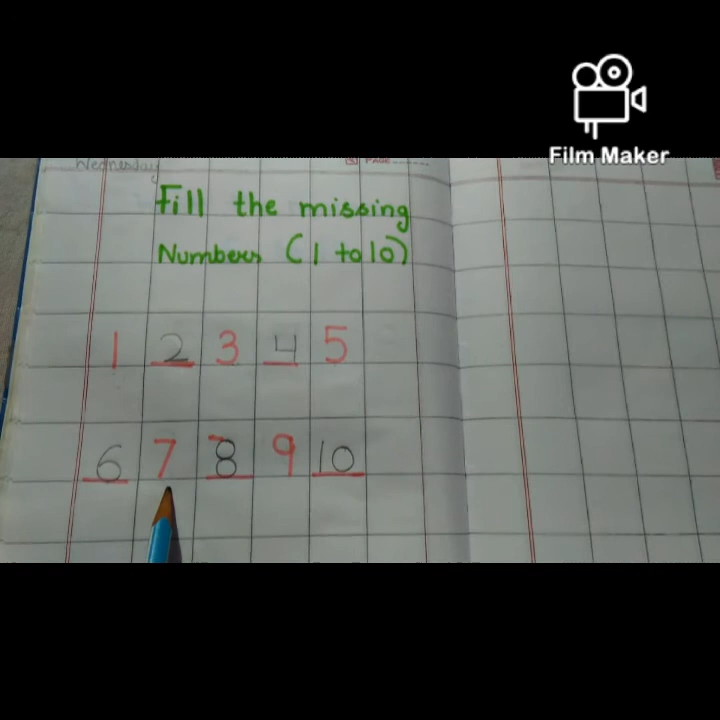 Film Maker
Wednesday
PAGE
Fill the missing
Numbers (1 to 10)
1 2 3 4 5
6 7 8 9 10